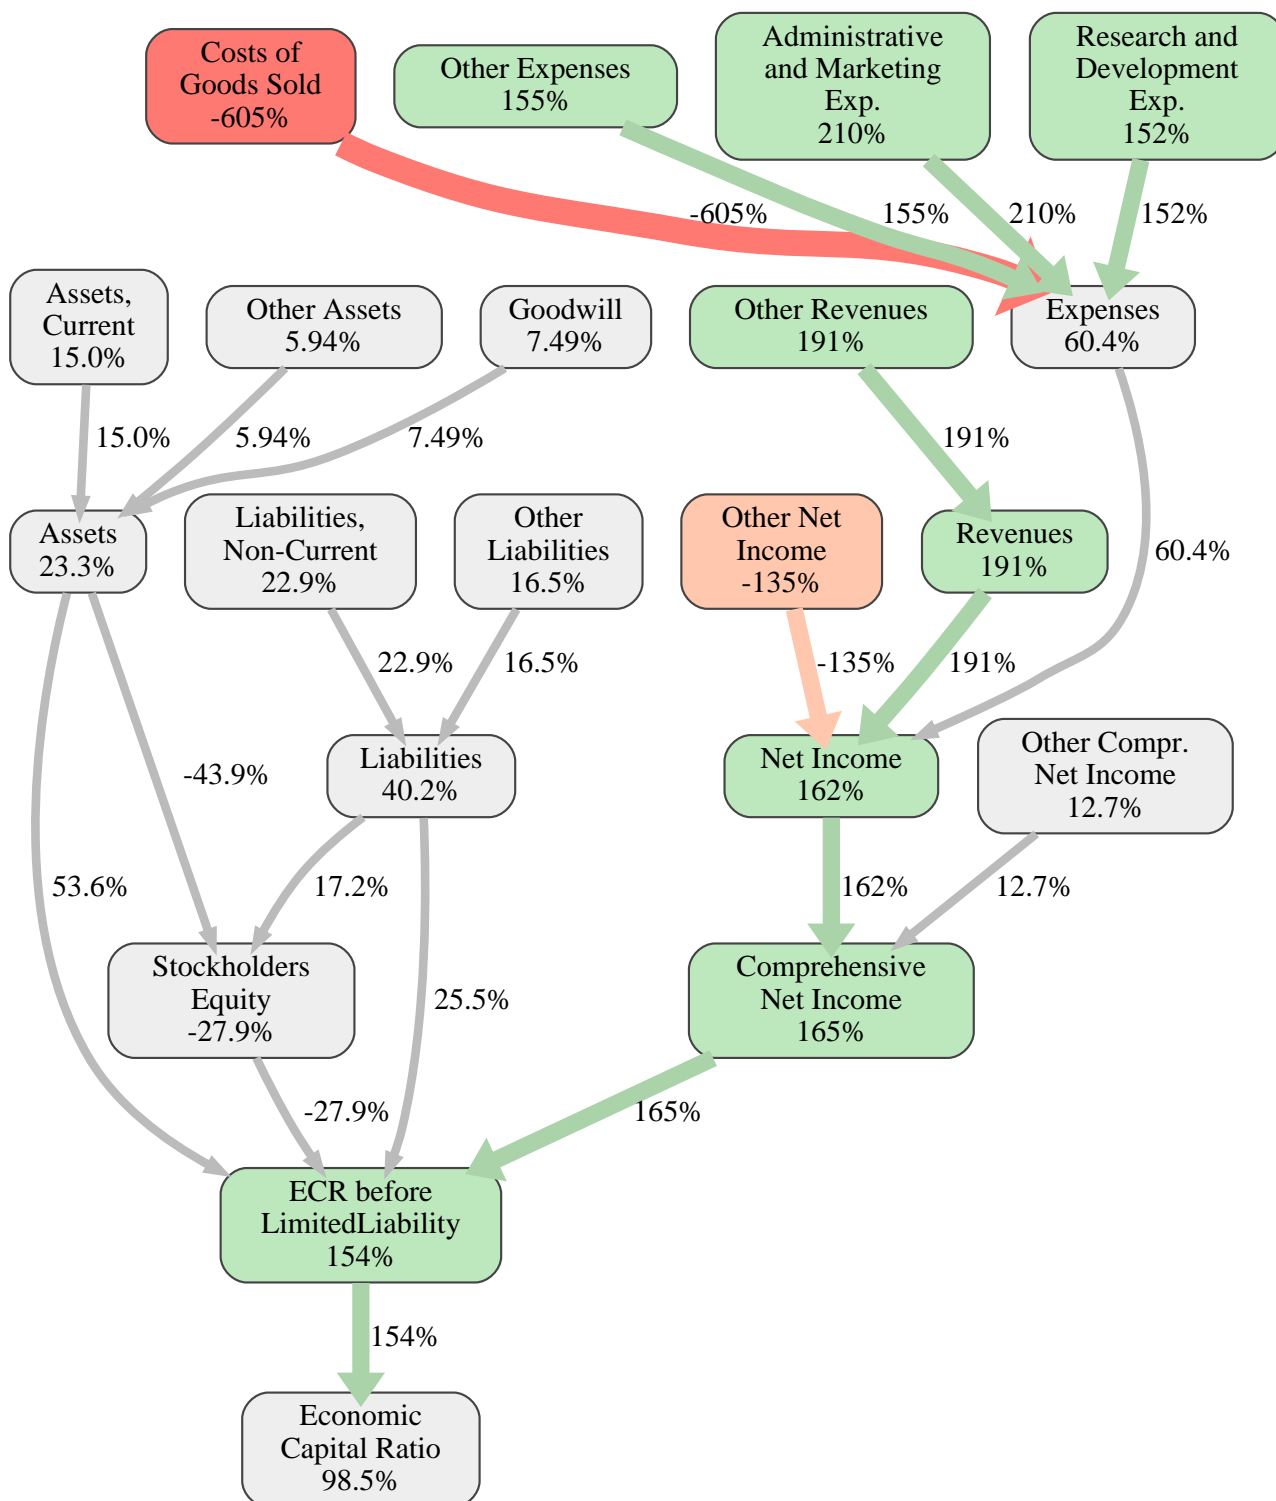 Costs of
Goods Sold
-605%
Other Expenses
155%
Administrative
and Marketing
Exp.
210%
Research and
Development
Exp.
152%
-605%
155%
210%
152%
Assets,
Current
15.0%
Other Assets
5.94%
Goodwill
7.49%
Other Revenues
191%
Expenses
60.4%
15.0%
5.94%
7.49%
191%
Assets
23.3%
Liabilities,
Non-Current
22.9%
Other
Liabilities
16.5%
Other Net
Income
-135%
Revenues
191%
60.4%
22.9%
16.5%
-135%
191%
-43.9%
Liabilities
40.2%
Net Income
162%
Other Compr.
Net Income
12.7%
53.6%
17.2%
162%
12.7%
Stockholders
Equity
-27.9%
25.5%
Comprehensive
Net Income
165%
-27.9%
165%
ECR before
LimitedLiability
154%
154%
Economic
Capital Ratio
98.5%